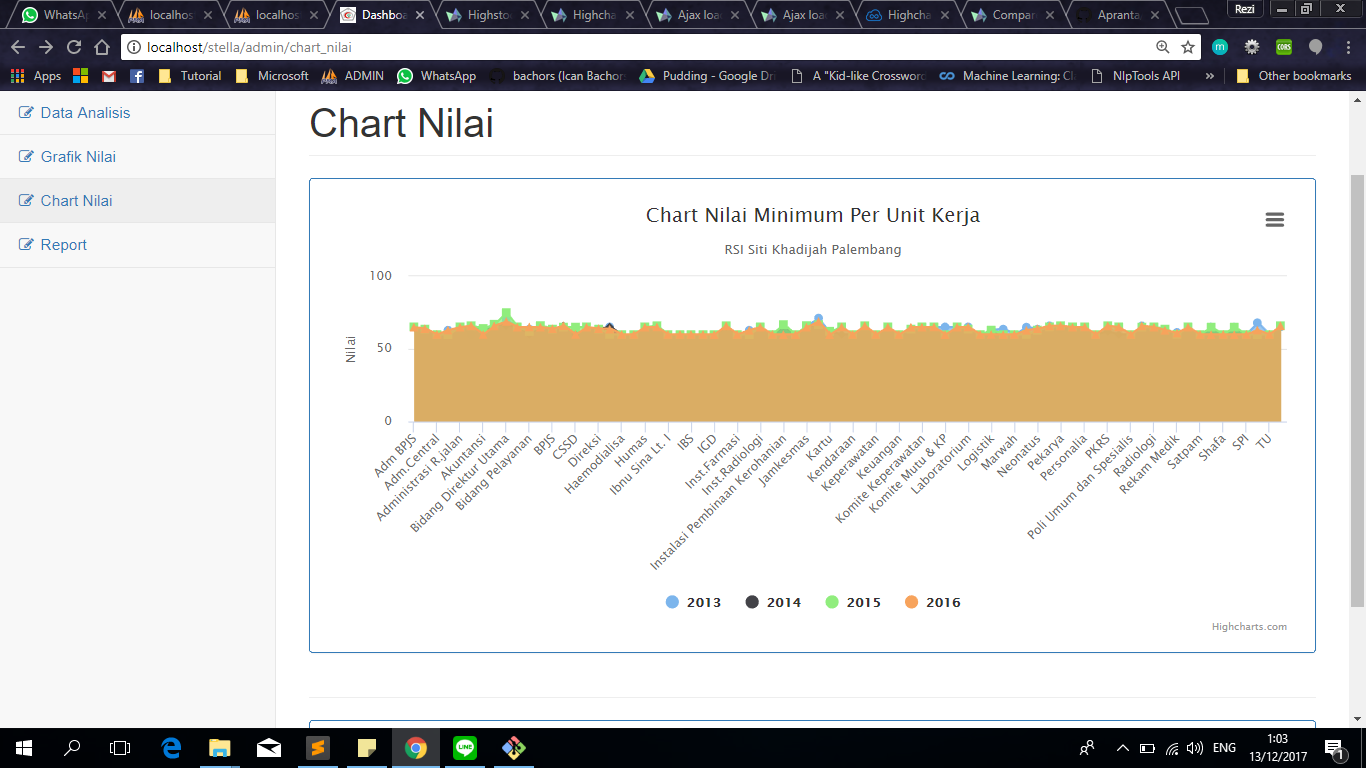 WhatsAp
localhos
localhos
Dashboa
Highsto
Highcha
Ajax loa
Ajax loa
Highcha
Compar
Apranta
Rezi
localhost/stella/admin/chart_nilai
m
CORS
Apps
Tutorial
Microsoft
ADMIN
WhatsApp
bachors (Ican Bachors
Pudding - Google Dri
A "Kid-like Crossword
Machine Learning: Cl
NlpTools API
»
Other bookmarks
Data Analisis
Grafik Nilai
Chart Nilai
Report
Chart Nilai
Chart Nilai Minimum Per Unit Kerja
RSI Siti Khadijah Palembang
Nilai
100
50
0
Adm BPJS
Adm.Central
Administrasi R.Jalan
Akuntansi
Bidang Direktur Utama
Bidang Pelayanan
BPJS
CSSD
Direksi
Haemodialisa
Humas
Ibnu Sina Lt. I
IBS
IGD
Inst.Farmasi
Inst.Radiologi
Instalasi Pembinaan Kerohanian
Jamkesmas
Kartu
Kendaraan
Keperawatan
Keuangan
Komite Keperawatan
Komite Mutu & KP
Laboratorium
Logistik
Marwah
Neonatus
Pekarya
Personalia
PKRS
Poli Umum dan Spesialis
Radiologi
Rekam Medik
Satpam
Shafa
SPI
TU
2013
2014
2015
2016
Highcharts.com
LINE
ENG
1:03
13/12/2017
1